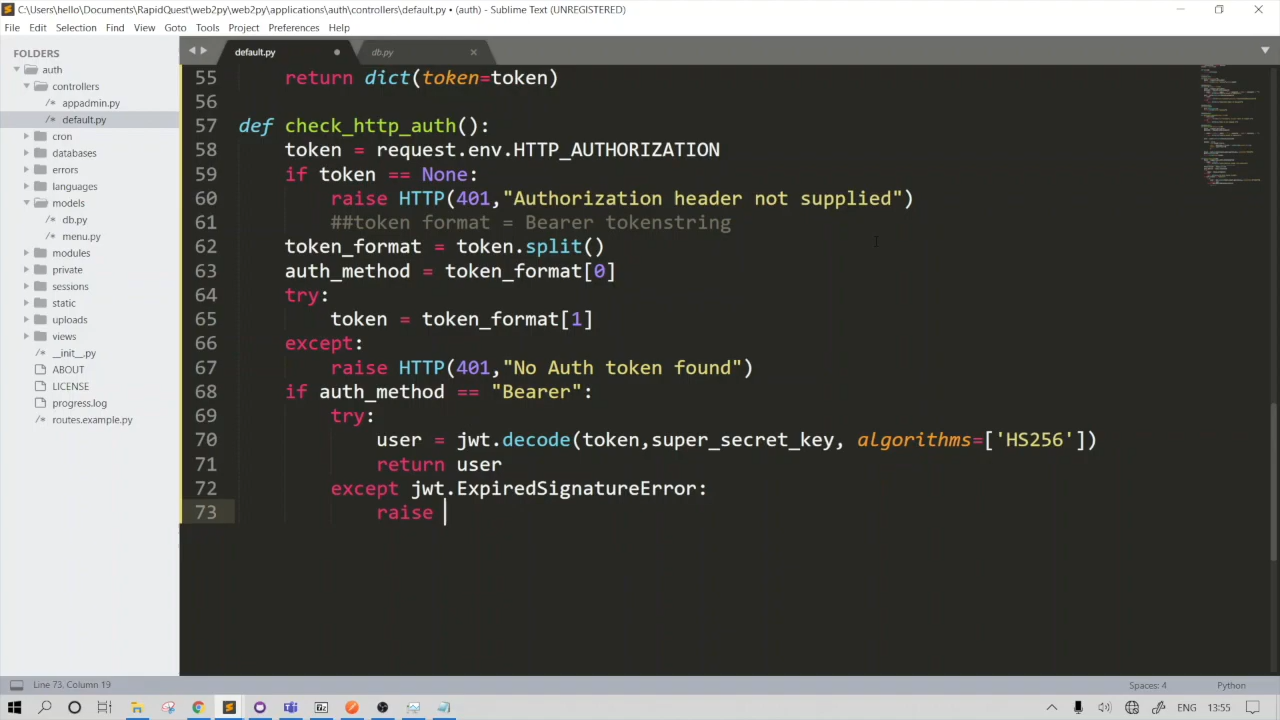 C:\Users\hello\Documents\RapidQuest\web2py\web2py\applications\auth\controllers\default.py • (auth) - Sublime Text (UNREGISTERED)
File Edit Selection Find View Goto Tools Project Preferences Help
FOLDERS
auth
controllers
/* appadmin.py
/* default.py
cron
databases
errors
languages
models
/* db.py
/* menu.py
modules
private
sessions
static
uploads
views
/* __init__.py
ABOUT
LICENSE
progress.log
/* routes.example.py
default.py
db.py
55 return dict(token=token)
56
57 def check_http_auth():
58 token = request.env.HTTP_AUTHORIZATION
59 if token == None:
60 raise HTTP(401,"Authorization header not supplied")
61 ##token format = Bearer tokenstring
62 token_format = token.split()
63 auth_method = token_format[0]
64 try:
65 token = token_format[1]
66 except:
67 raise HTTP(401,"No Auth token found")
68 if auth_method == "Bearer":
69 try:
70 user = jwt.decode(token,super_secret_key, algorithms=['HS256'])
71 return user
72 except jwt.ExpiredSignatureError:
73 raise
Line 73, Column 19
Spaces: 4
Python
ENG 13:55